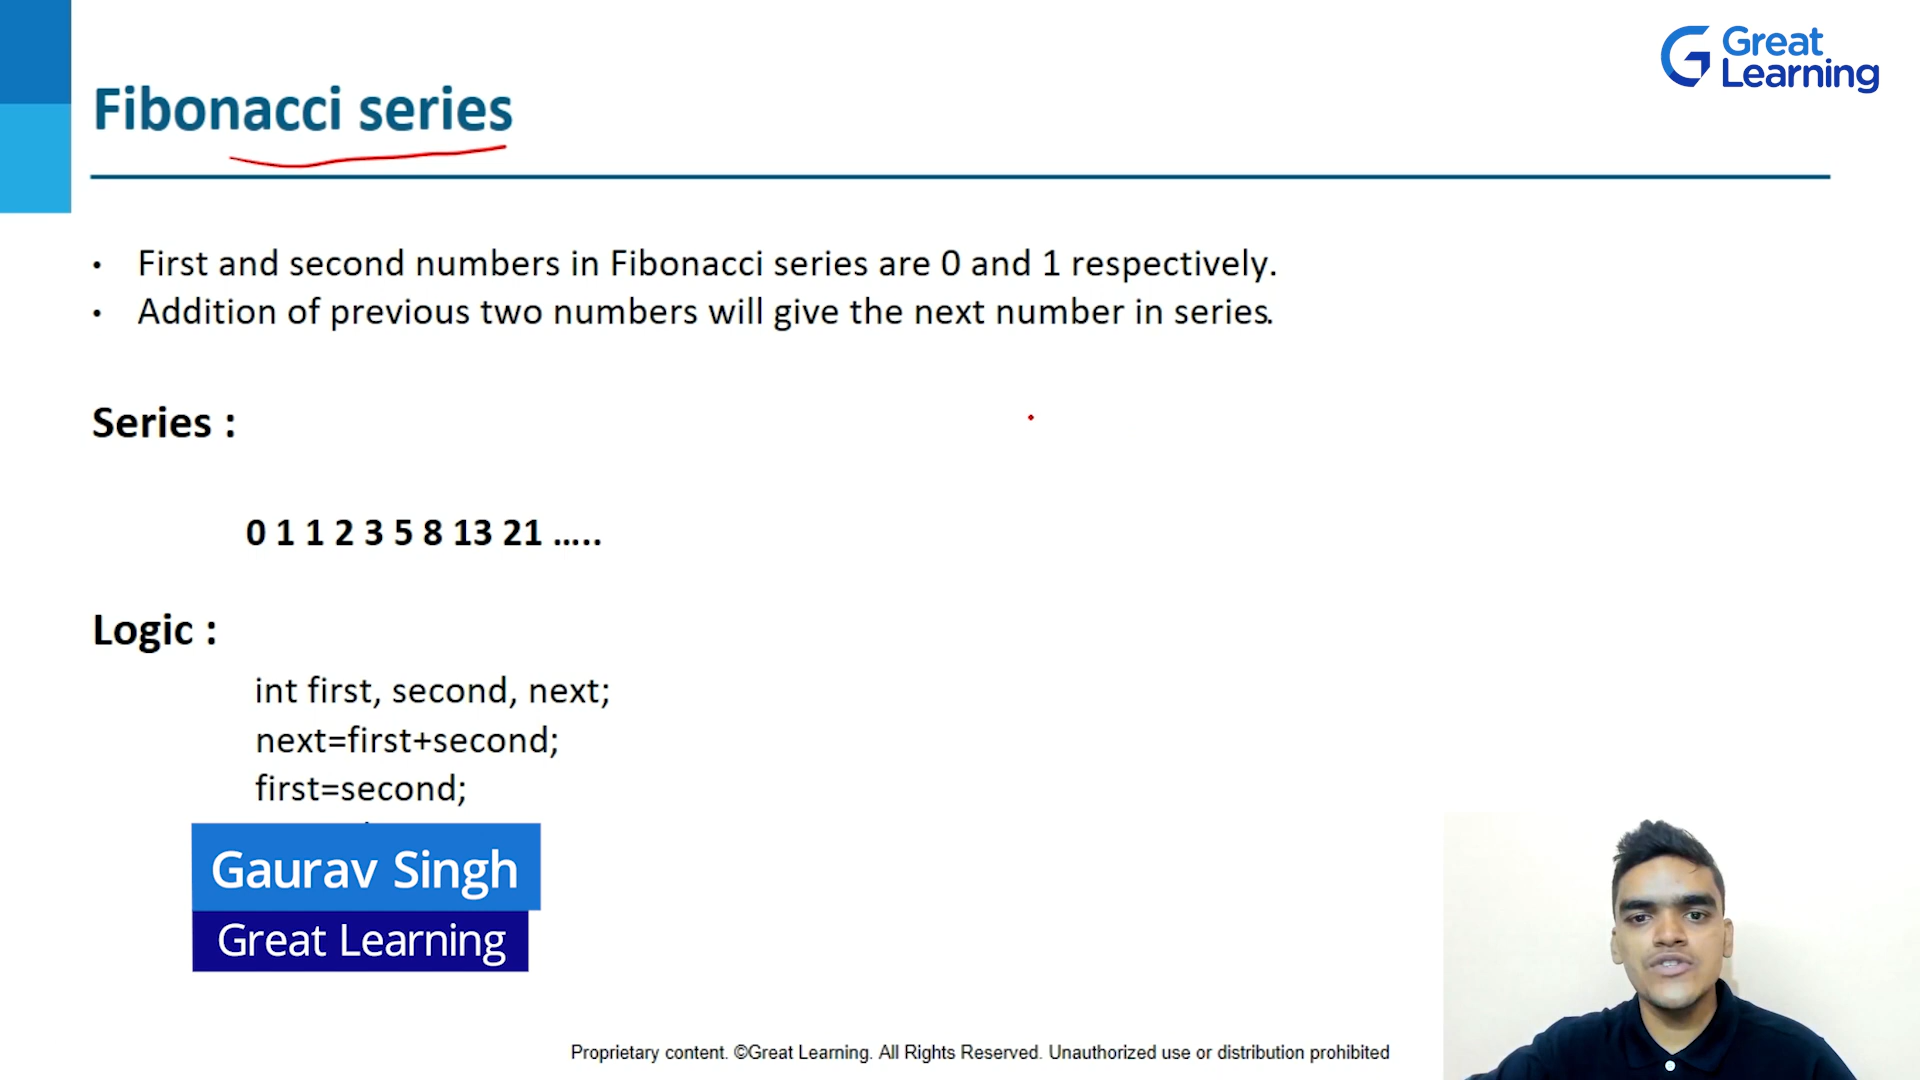 Great
Learning
Fibonacci series
• First and second numbers in Fibonacci series are 0 and 1 respectively.
• Addition of previous two numbers will give the next number in series.
Series :
0 1 1 2 3 5 8 13 21 .....
Logic :
int first, second, next;
next=first+second;
first=second;
Gaurav Singh
Great Learning
Proprietary content. ©Great Learning. All Rights Reserved. Unauthorized use or distribution prohibited